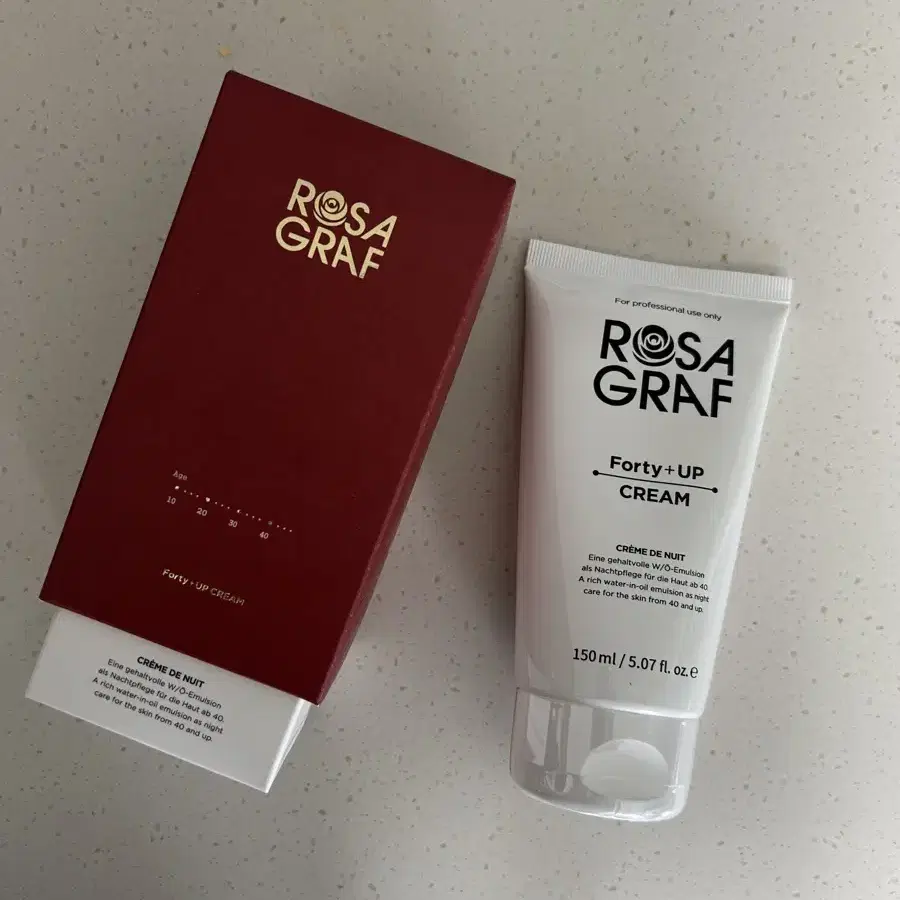 ROSA
GRAF
Age
10 20 30 40
Forty+UP CREAM
CRÈME DE NUIT
Eine gehaltvolle W/Ö-Emulsion
als Nachtpflege für die Haut ab 40.
A rich water-in-oil emulsion as night
care for the skin from 40 and up.
For professional use only
ROSA
GRAF
Forty+UP
CREAM
CRÈME DE NUIT
Eine gehaltvolle W/Ö-Emulsion
als Nachtpflege für die Haut ab 40.
A rich water-in-oil emulsion as night
care for the skin from 40 and up.
150 ml / 5.07 fl. oz. ℮